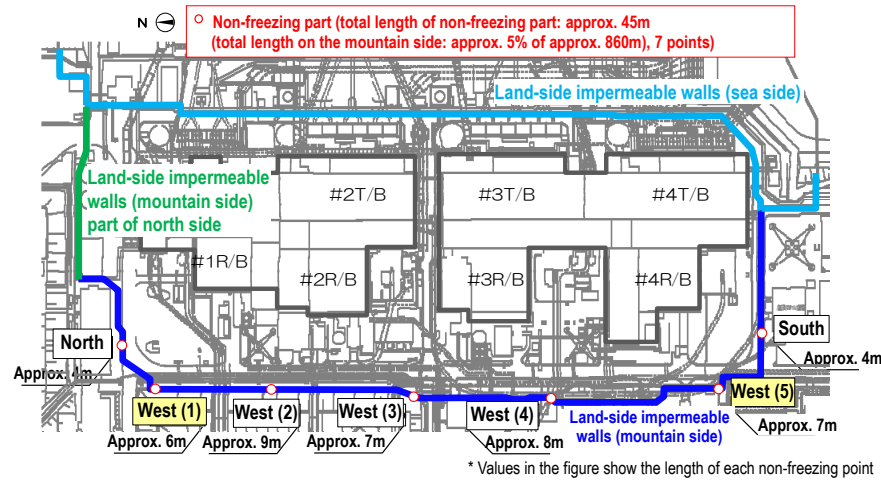 N
○ Non-freezing part (total length of non-freezing part: approx. 45m
(total length on the mountain side: approx. 5% of approx. 860m), 7 points)
Land-side impermeable walls (sea side)
Land-side impermeable
walls (mountain side)
part of north side
#2T/B
#3T/B
#4T/B
#1R/B
#2R/B
#3R/B
#4R/B
North
Approx. 4m
South
Approx. 4m
West (1)
Approx. 6m
West (2)
Approx. 9m
West (3)
Approx. 7m
West (4)
Approx. 8m
West (5)
Approx. 7m
Land-side impermeable
walls (mountain side)
* Values in the figure show the length of each non-freezing point